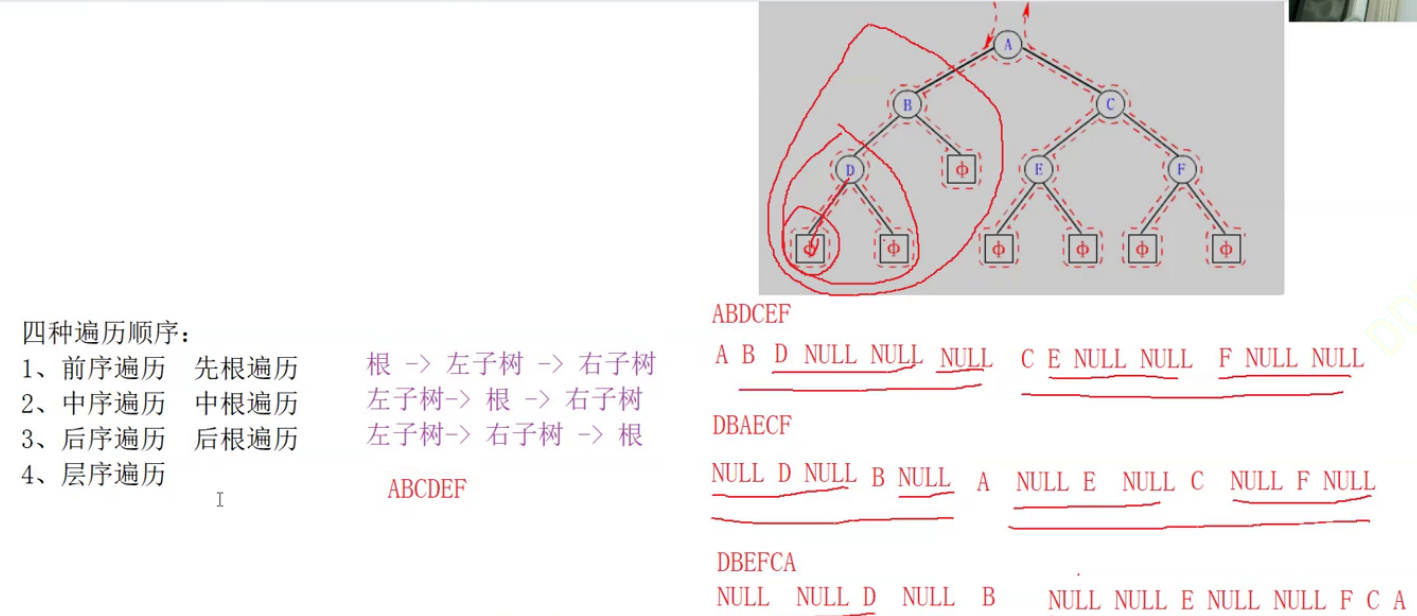 A
B
C
D
ф
E
F
ф
ф
ф
ф
ф
ф
四种遍历顺序：
1、前序遍历 先根遍历 根 -> 左子树 -> 右子树
2、中序遍历 中根遍历 左子树-> 根 -> 右子树
3、后序遍历 后根遍历 左子树-> 右子树 -> 根
4、层序遍历
ABCDEF
ABDCEF
A B D NULL NULL NULL C E NULL NULL F NULL NULL
DBAECF
NULL D NULL B NULL A NULL E NULL C NULL F NULL
DBEFCA
NULL NULL D NULL B NULL NULL E NULL NULL F C A